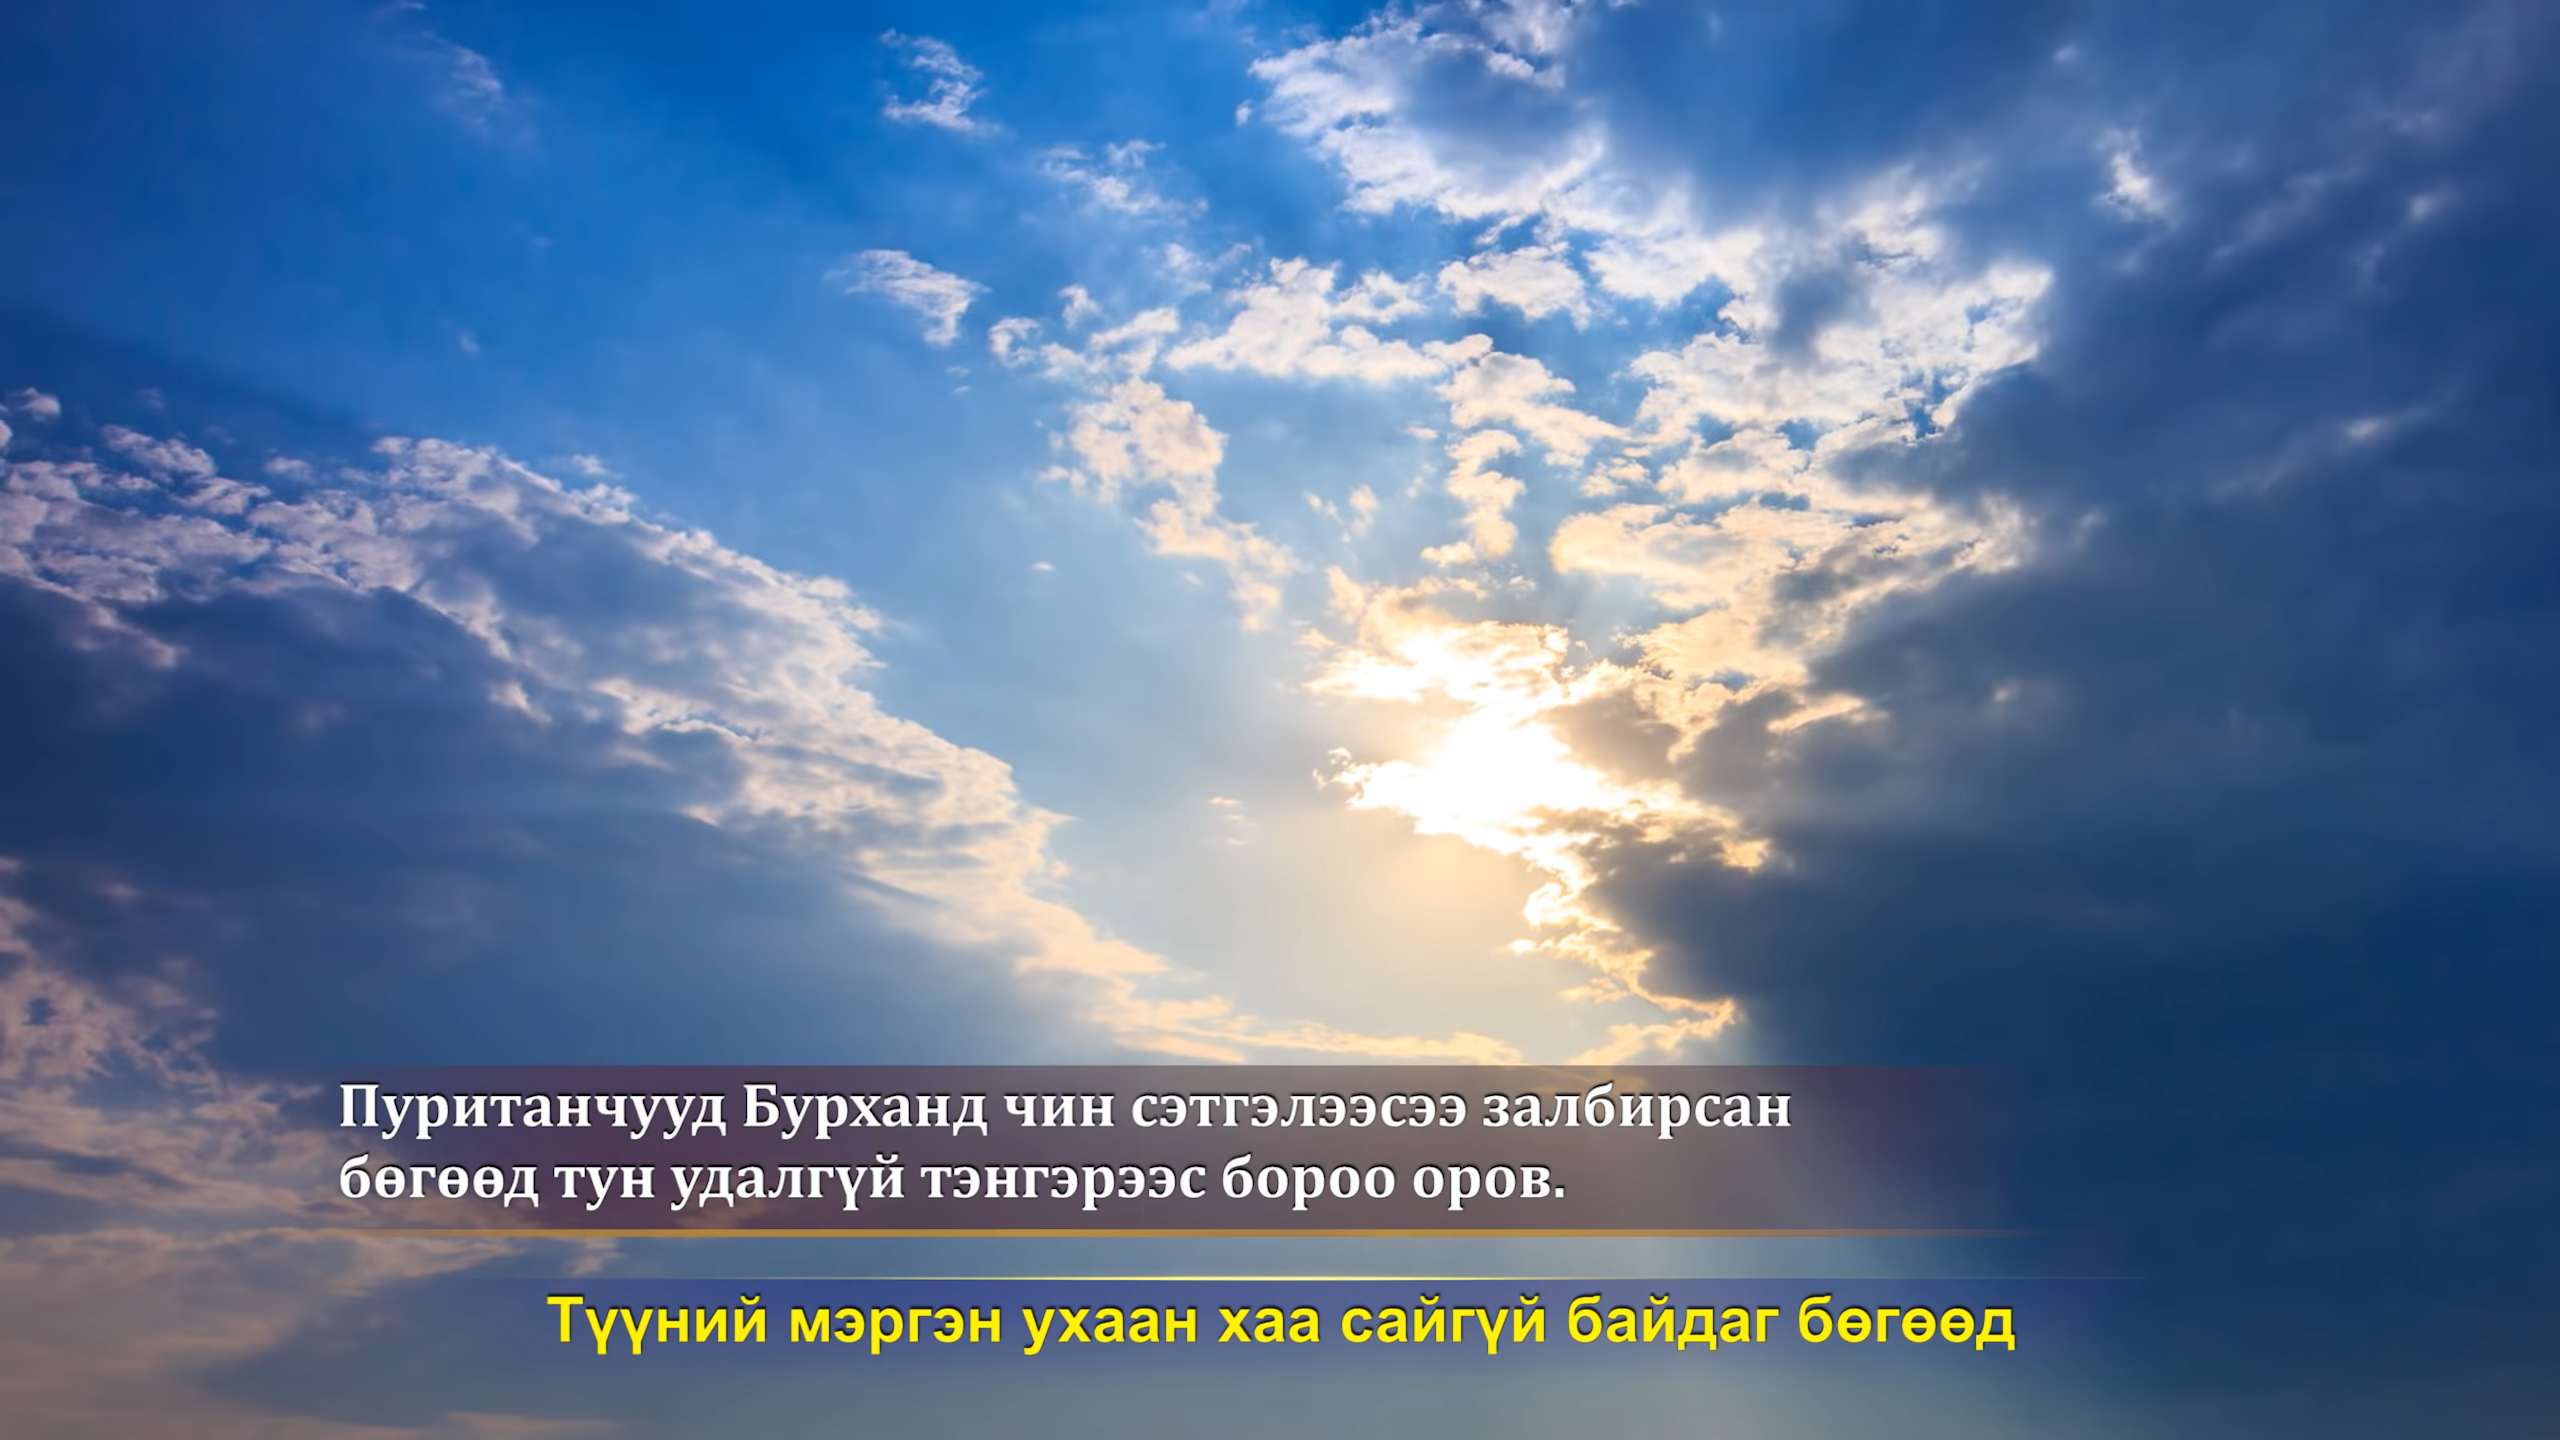 Пуританчууд Бурханд чин сэтгэлээсээ залбирсан
бөгөөд тун удалгүй тэнгэрээс бороо оров.
Түүний мэргэн ухаан хаа сайгүй байдаг бөгөөд